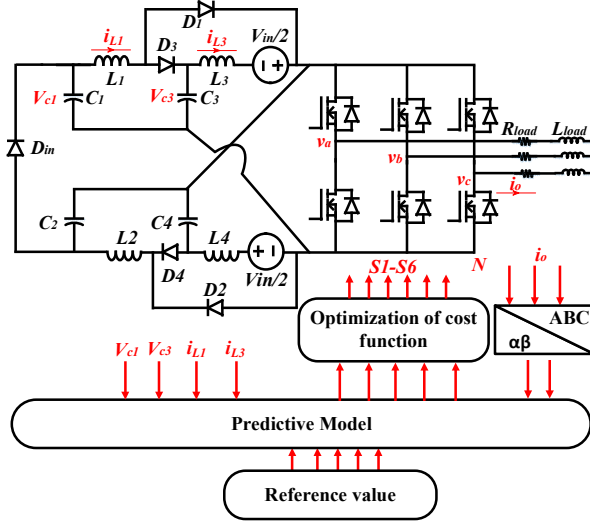 D1
iL1
iL3
Vin/2
D3
L1
L3
Vc1
C1
Vc3
C3
Rload
Lload
va
vb
vc
io
Din
C2
C4
L2
L4
D4
Vin/2
D2
S1-S6
N
io
Optimization of cost
function
ABC
αβ
Vc1
Vc3
iL1
iL3
Predictive Model
Reference value